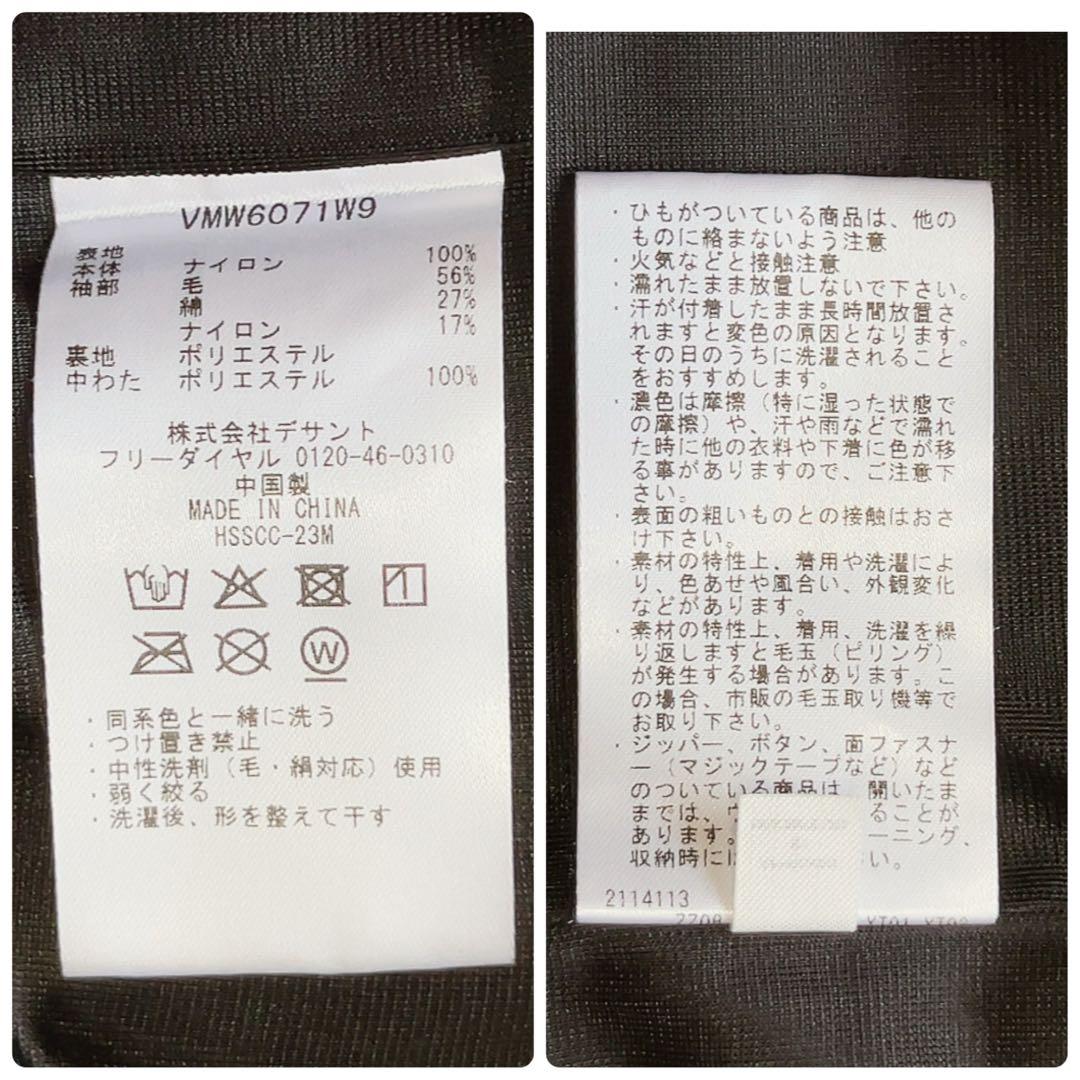 VMW6071W9
表地
本体 ナイロン 100%
袖部 毛 56%
綿 27%
ナイロン 17%
裏地 ポリエステル
中わた ポリエステル 100%
株式会社デサント
フリーダイヤル 0120-46-0310
中国製
MADE IN CHINA
HSSCC-23M
1
W
・同系色と一緒に洗う
・つけ置き禁止
・中性洗剤(毛・絹対応)使用
・弱く絞る
・洗濯後、形を整えて干す
・ひもがついている商品は、他の
ものに絡まないよう注意
・火気などと接触注意
・濡れたまま放置しないで下さい。
・汗が付着したまま長時間放置さ
れますと変色の原因となります。
その日のうちに洗濯されること
をおすすめします。
・濃色は摩擦(特に湿った状態で
の摩擦)や、汗や雨などで濡れ
た時に他の衣料や下着に色が移
る事がありますので、ご注意下
さい。
・表面の粗いものとの接触はおさ
け下さい。
・素材の特性上、着用や洗濯によ
り、色あせや風合い、外観変化
などがあります。
・素材の特性上、着用、洗濯を繰
り返しますと毛玉(ピリング)
が発生する場合があります。こ
の場合、市販の毛玉取り機等で
お取り下さい。
・ジッパー、ボタン、面ファスナ
ー(マジックテープなど)など
のついている商品は、開いたま
までは、 ることが
あります。 ーニング、
収納時に い。
2114113